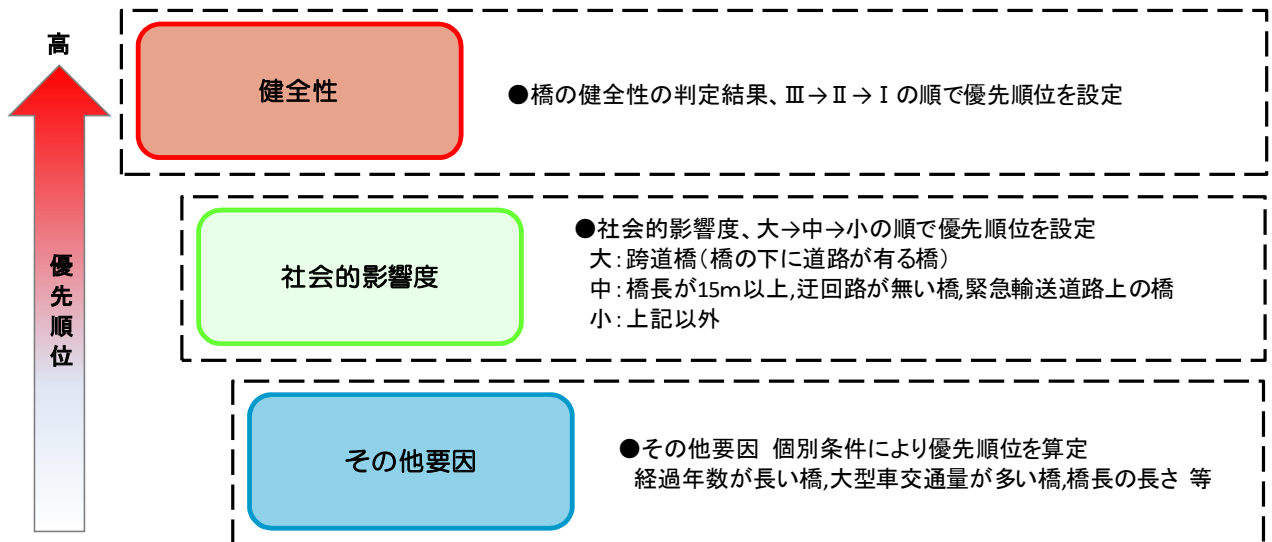 高
優先順位
健全性
●橋の健全性の判定結果、Ⅲ→Ⅱ→Ⅰの順で優先順位を設定
社会的影響度
●社会的影響度、大→中→小の順で優先順位を設定
大：跨道橋（橋の下に道路が有る橋）
中：橋長が15m以上,迂回路が無い橋,緊急輸送道路上の橋
小：上記以外
その他要因
●その他要因 個別条件により優先順位を算定
経過年数が長い橋,大型車交通量が多い橋,橋長の長さ 等